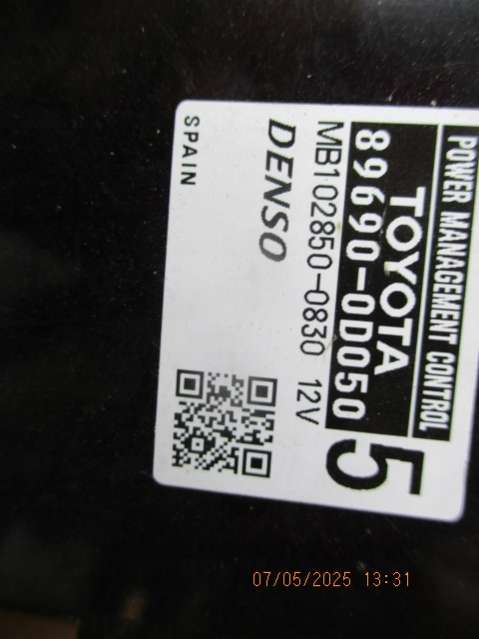 POWER MANAGEMENT CONTROL
TOYOTA
89690-0D050
5
MB102850-0830 12V
DENSO
SPAIN
07/05/2025 13:31